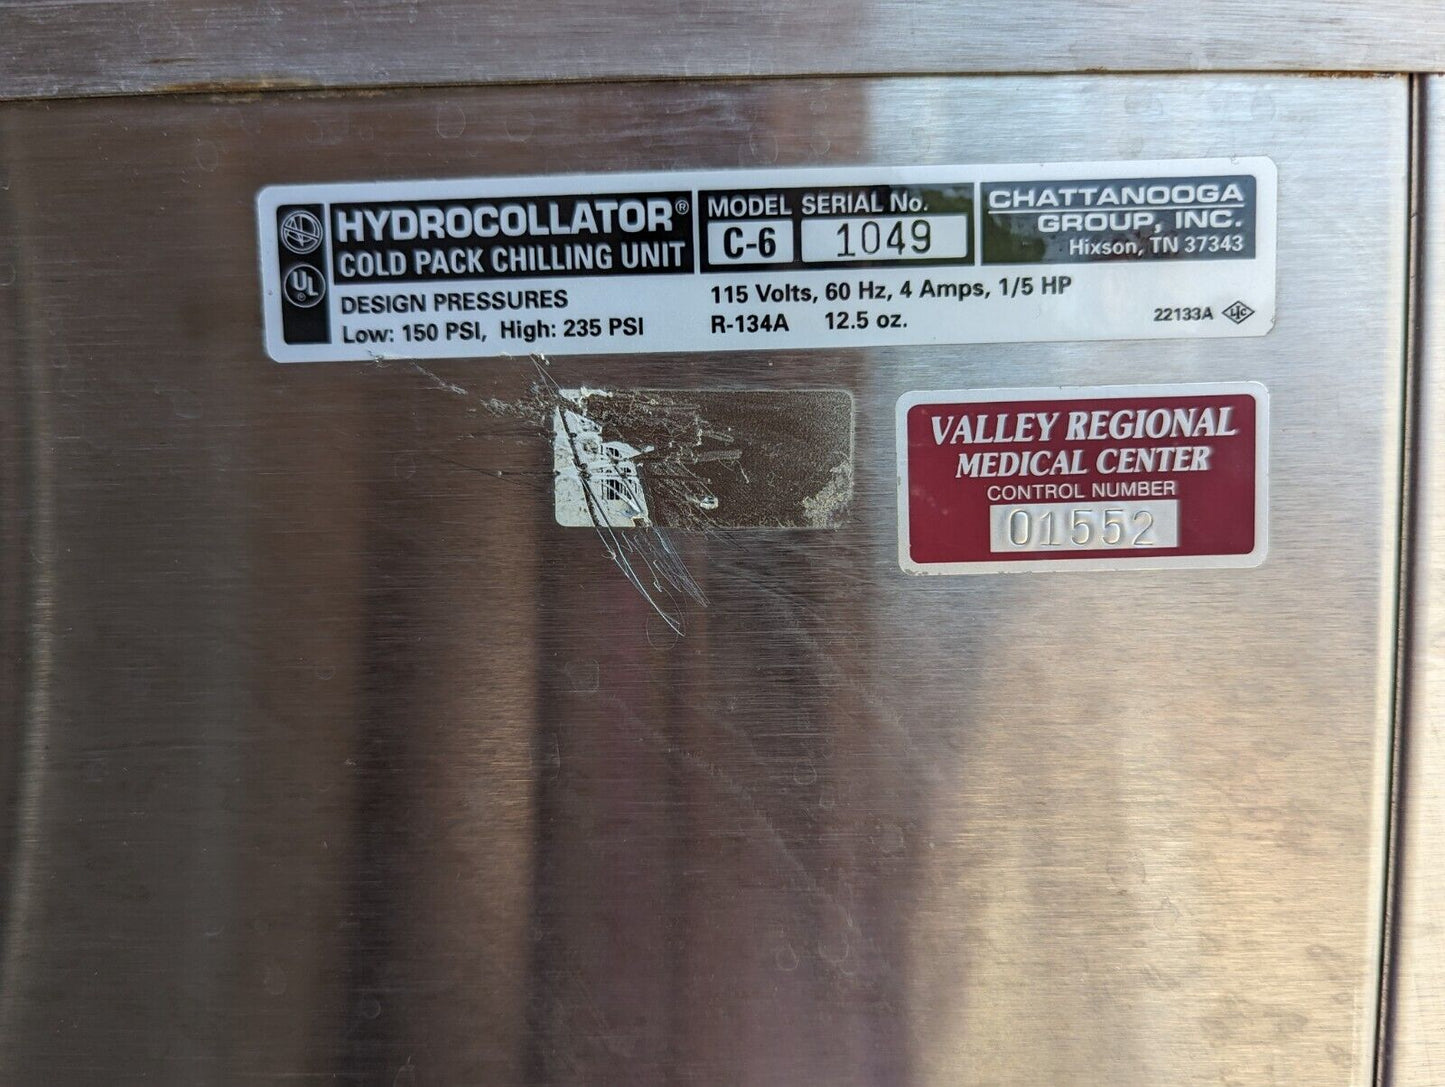 HYDROCOLLATOR®
COLD PACK CHILLING UNIT
UL®
DESIGN PRESSURES
Low: 150 PSI, High: 235 PSI
MODEL SERIAL No.
C-6 1049
115 Volts, 60 Hz, 4 Amps, 1/5 HP
R-134A 12.5 oz.
CHATTANOOGA
GROUP, INC.
Hixson, TN 37343
22133A
VALLEY REGIONAL
MEDICAL CENTER
CONTROL NUMBER
01552